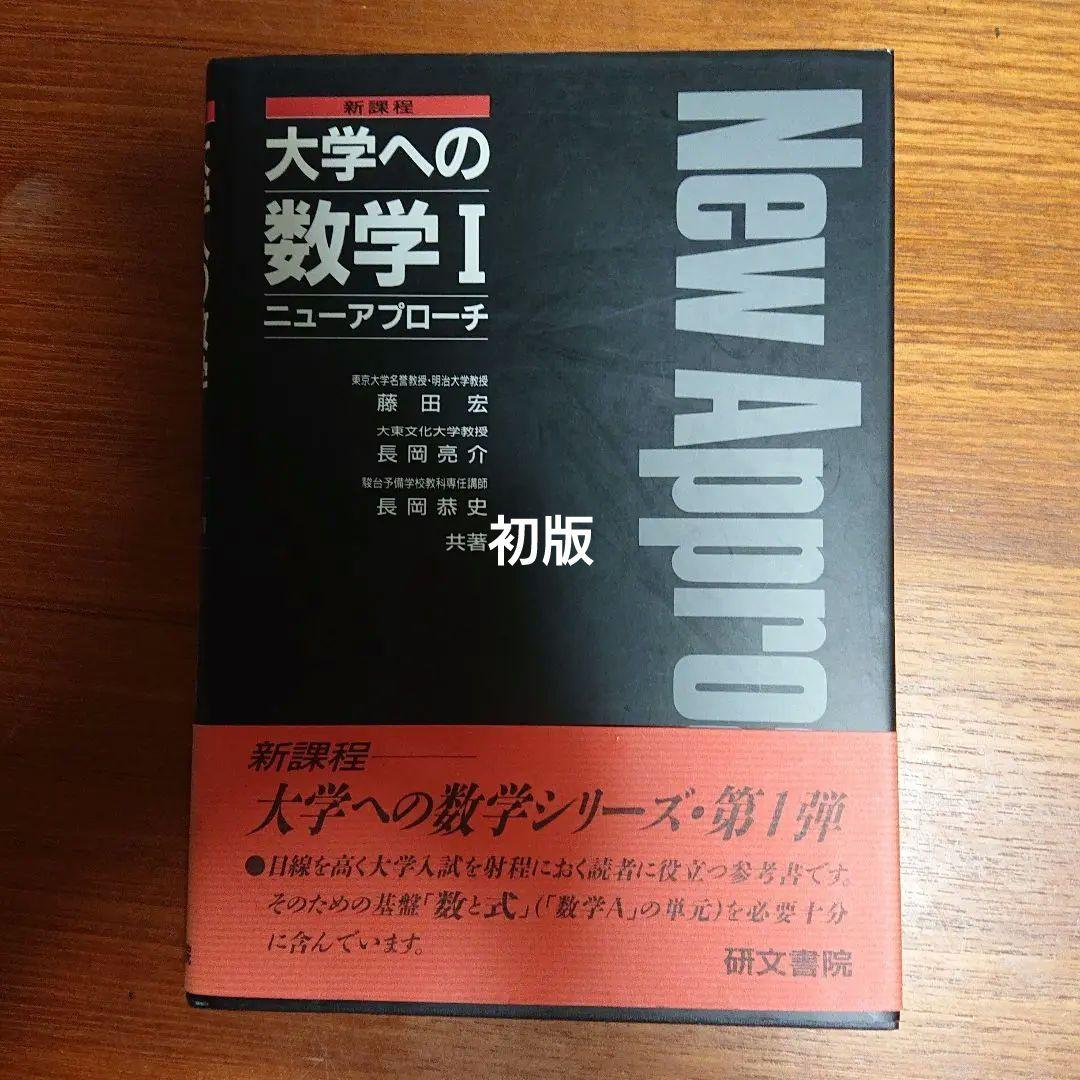 新課程
大学への
数学I
ニューアプローチ
東京大学名誉教授・明治大学教授
藤田宏
大東文化大学教授
長岡亮介
駿台予備学校教科専任講師
長岡恭史
共著
初版
New Appro
新課程
大学への数学シリーズ・第1弾
●目線を高く大学入試を射程におく読者に役立つ参考書です。
そのための基盤「数と式」(「数学A」の単元)を必要十分
に含んでいます。
研文書院